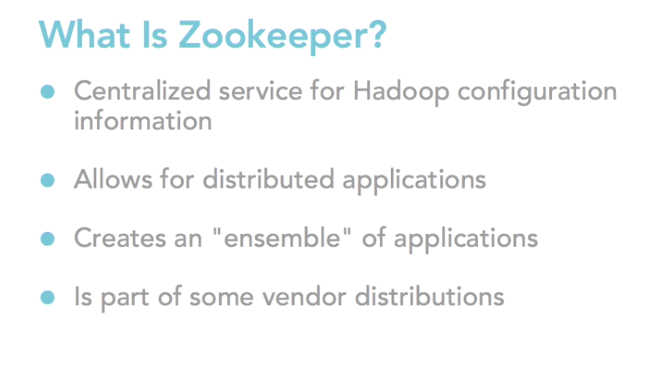 What Is Zookeeper?
Centralized service for Hadoop configuration
information
Allows for distributed applications
Creates an "ensemble" of applications
Is part of some vendor distributions